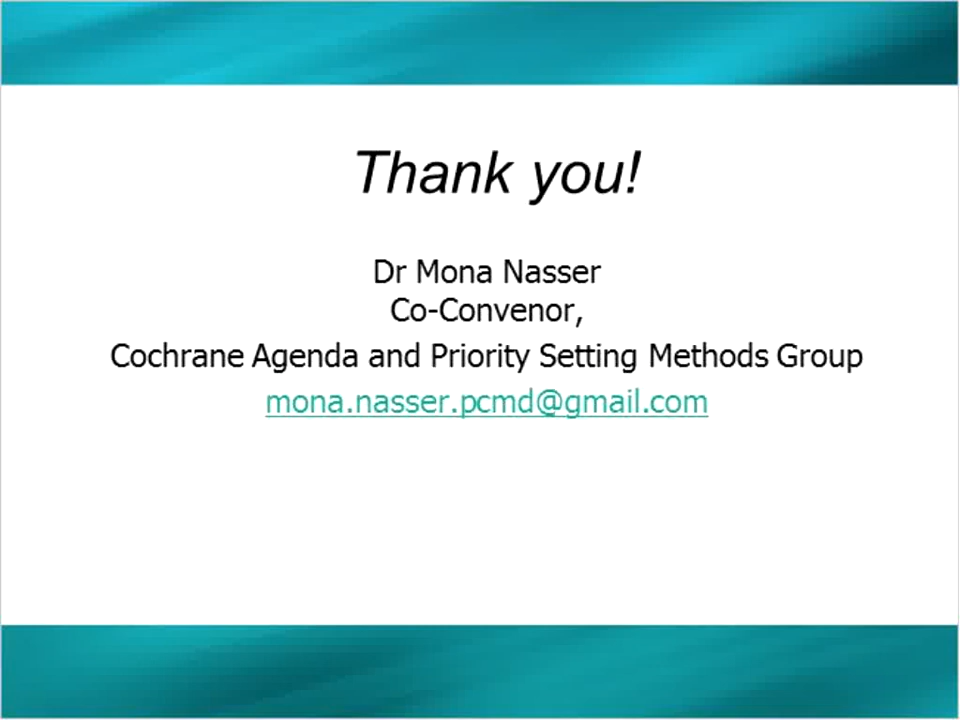 Thank you!
Dr Mona Nasser
Co-Convenor,
Cochrane Agenda and Priority Setting Methods Group
mona.nasser.pcmd@gmail.com